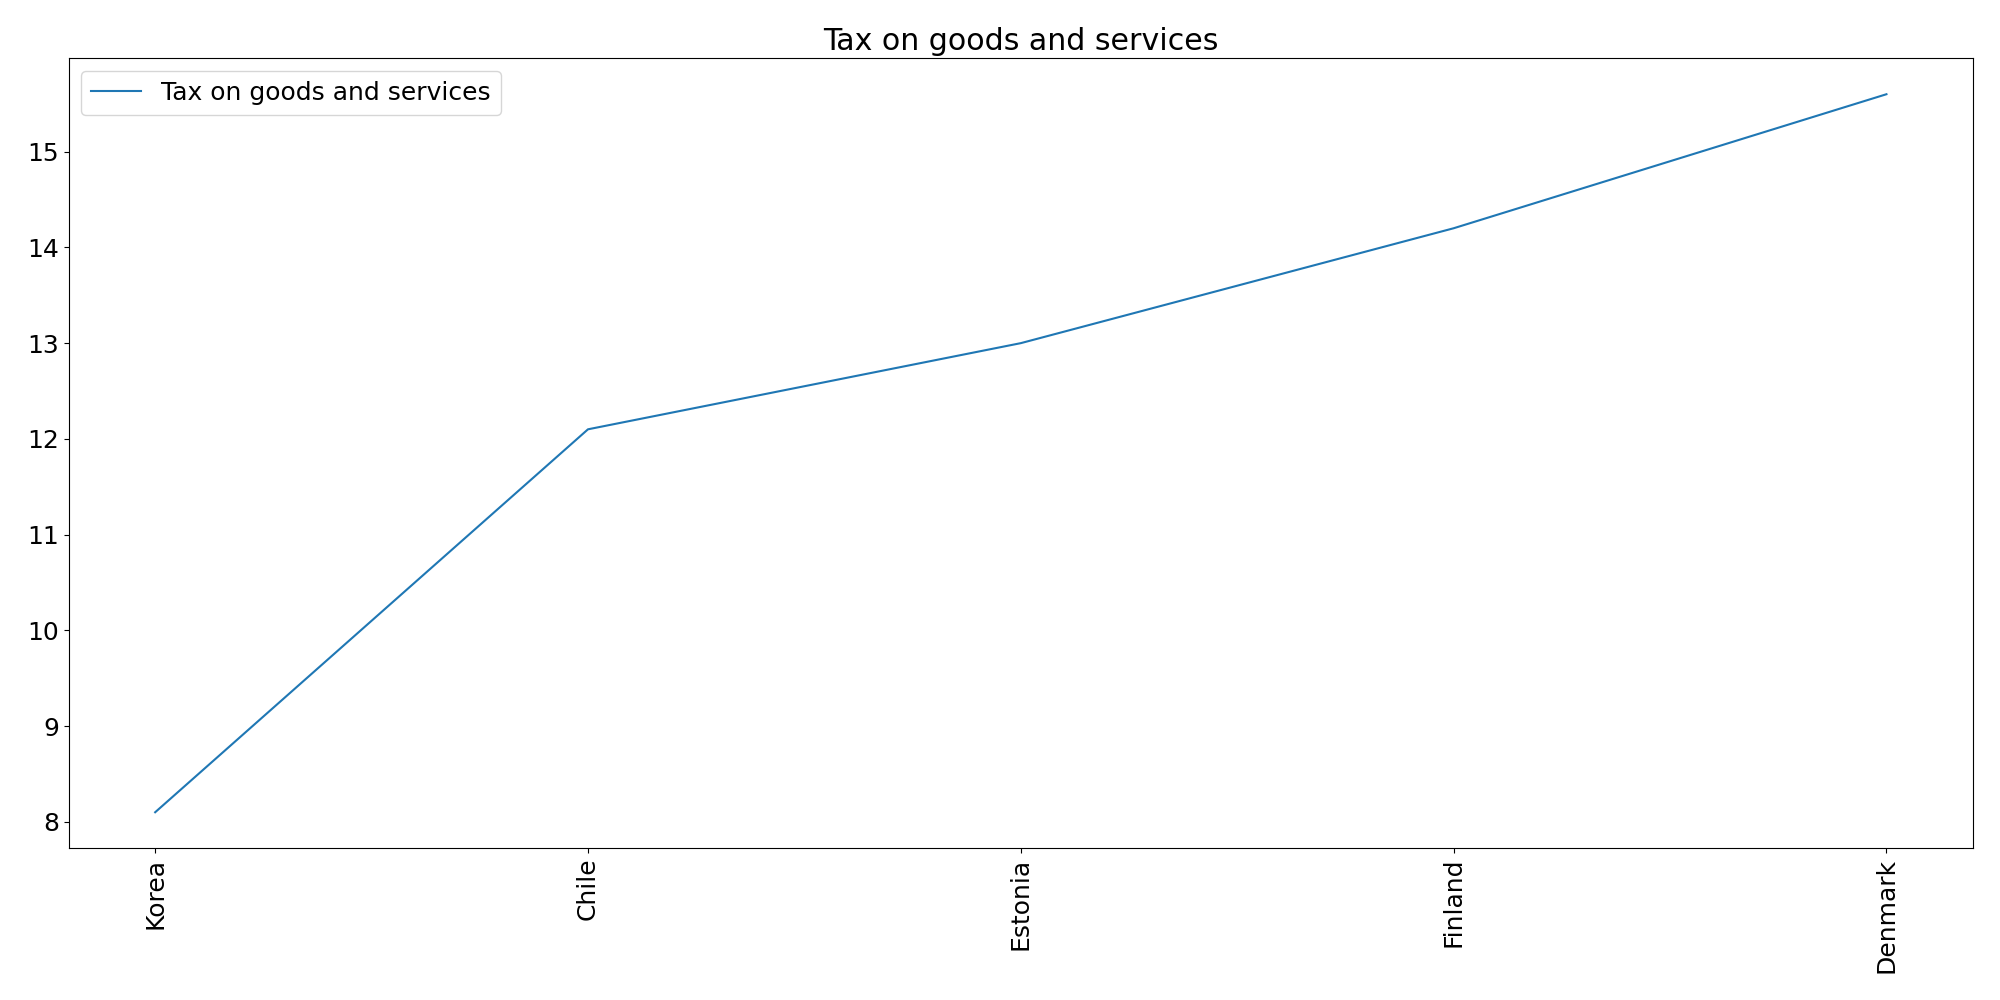 Tax on goods and services
Tax on goods and services
15
14
13
12
11
10
9
8
Korea
Chile
Estonia
Finland
Denmark